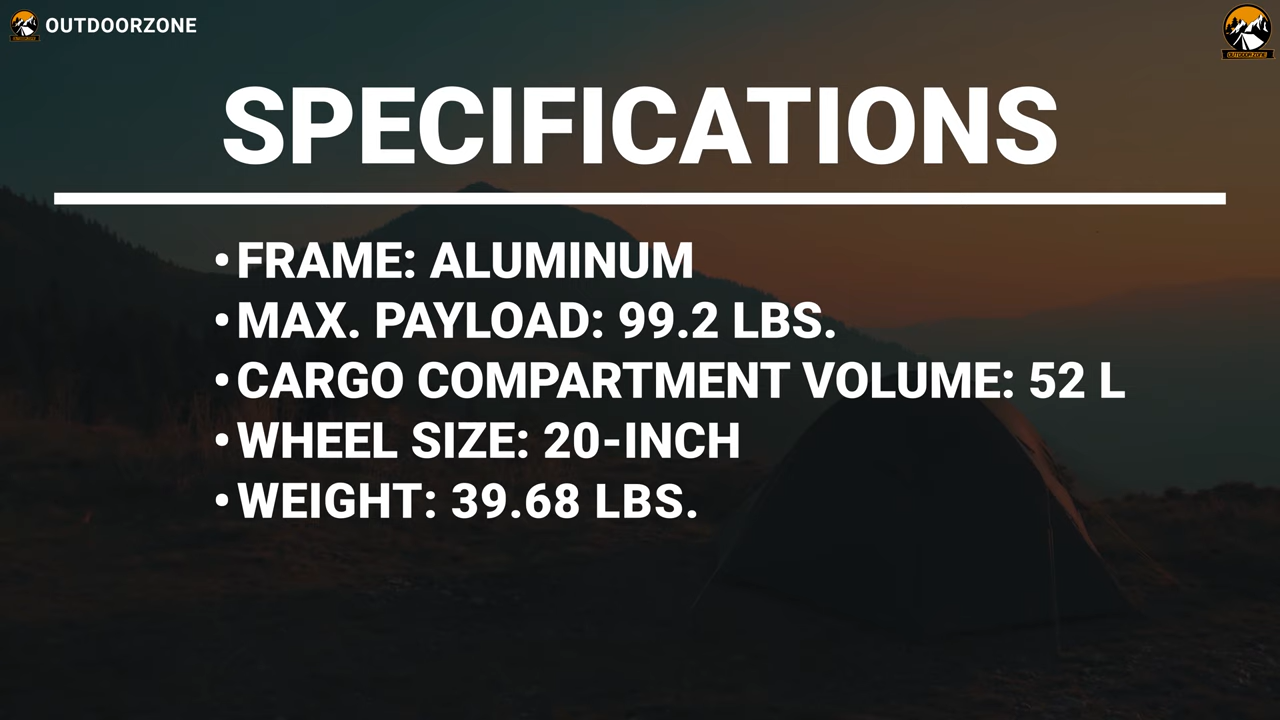 OUTDOORZONE
OUTDOORZONE
SPECIFICATIONS
• FRAME: ALUMINUM
• MAX. PAYLOAD: 99.2 LBS.
• CARGO COMPARTMENT VOLUME: 52 L
• WHEEL SIZE: 20-INCH
• WEIGHT: 39.68 LBS.